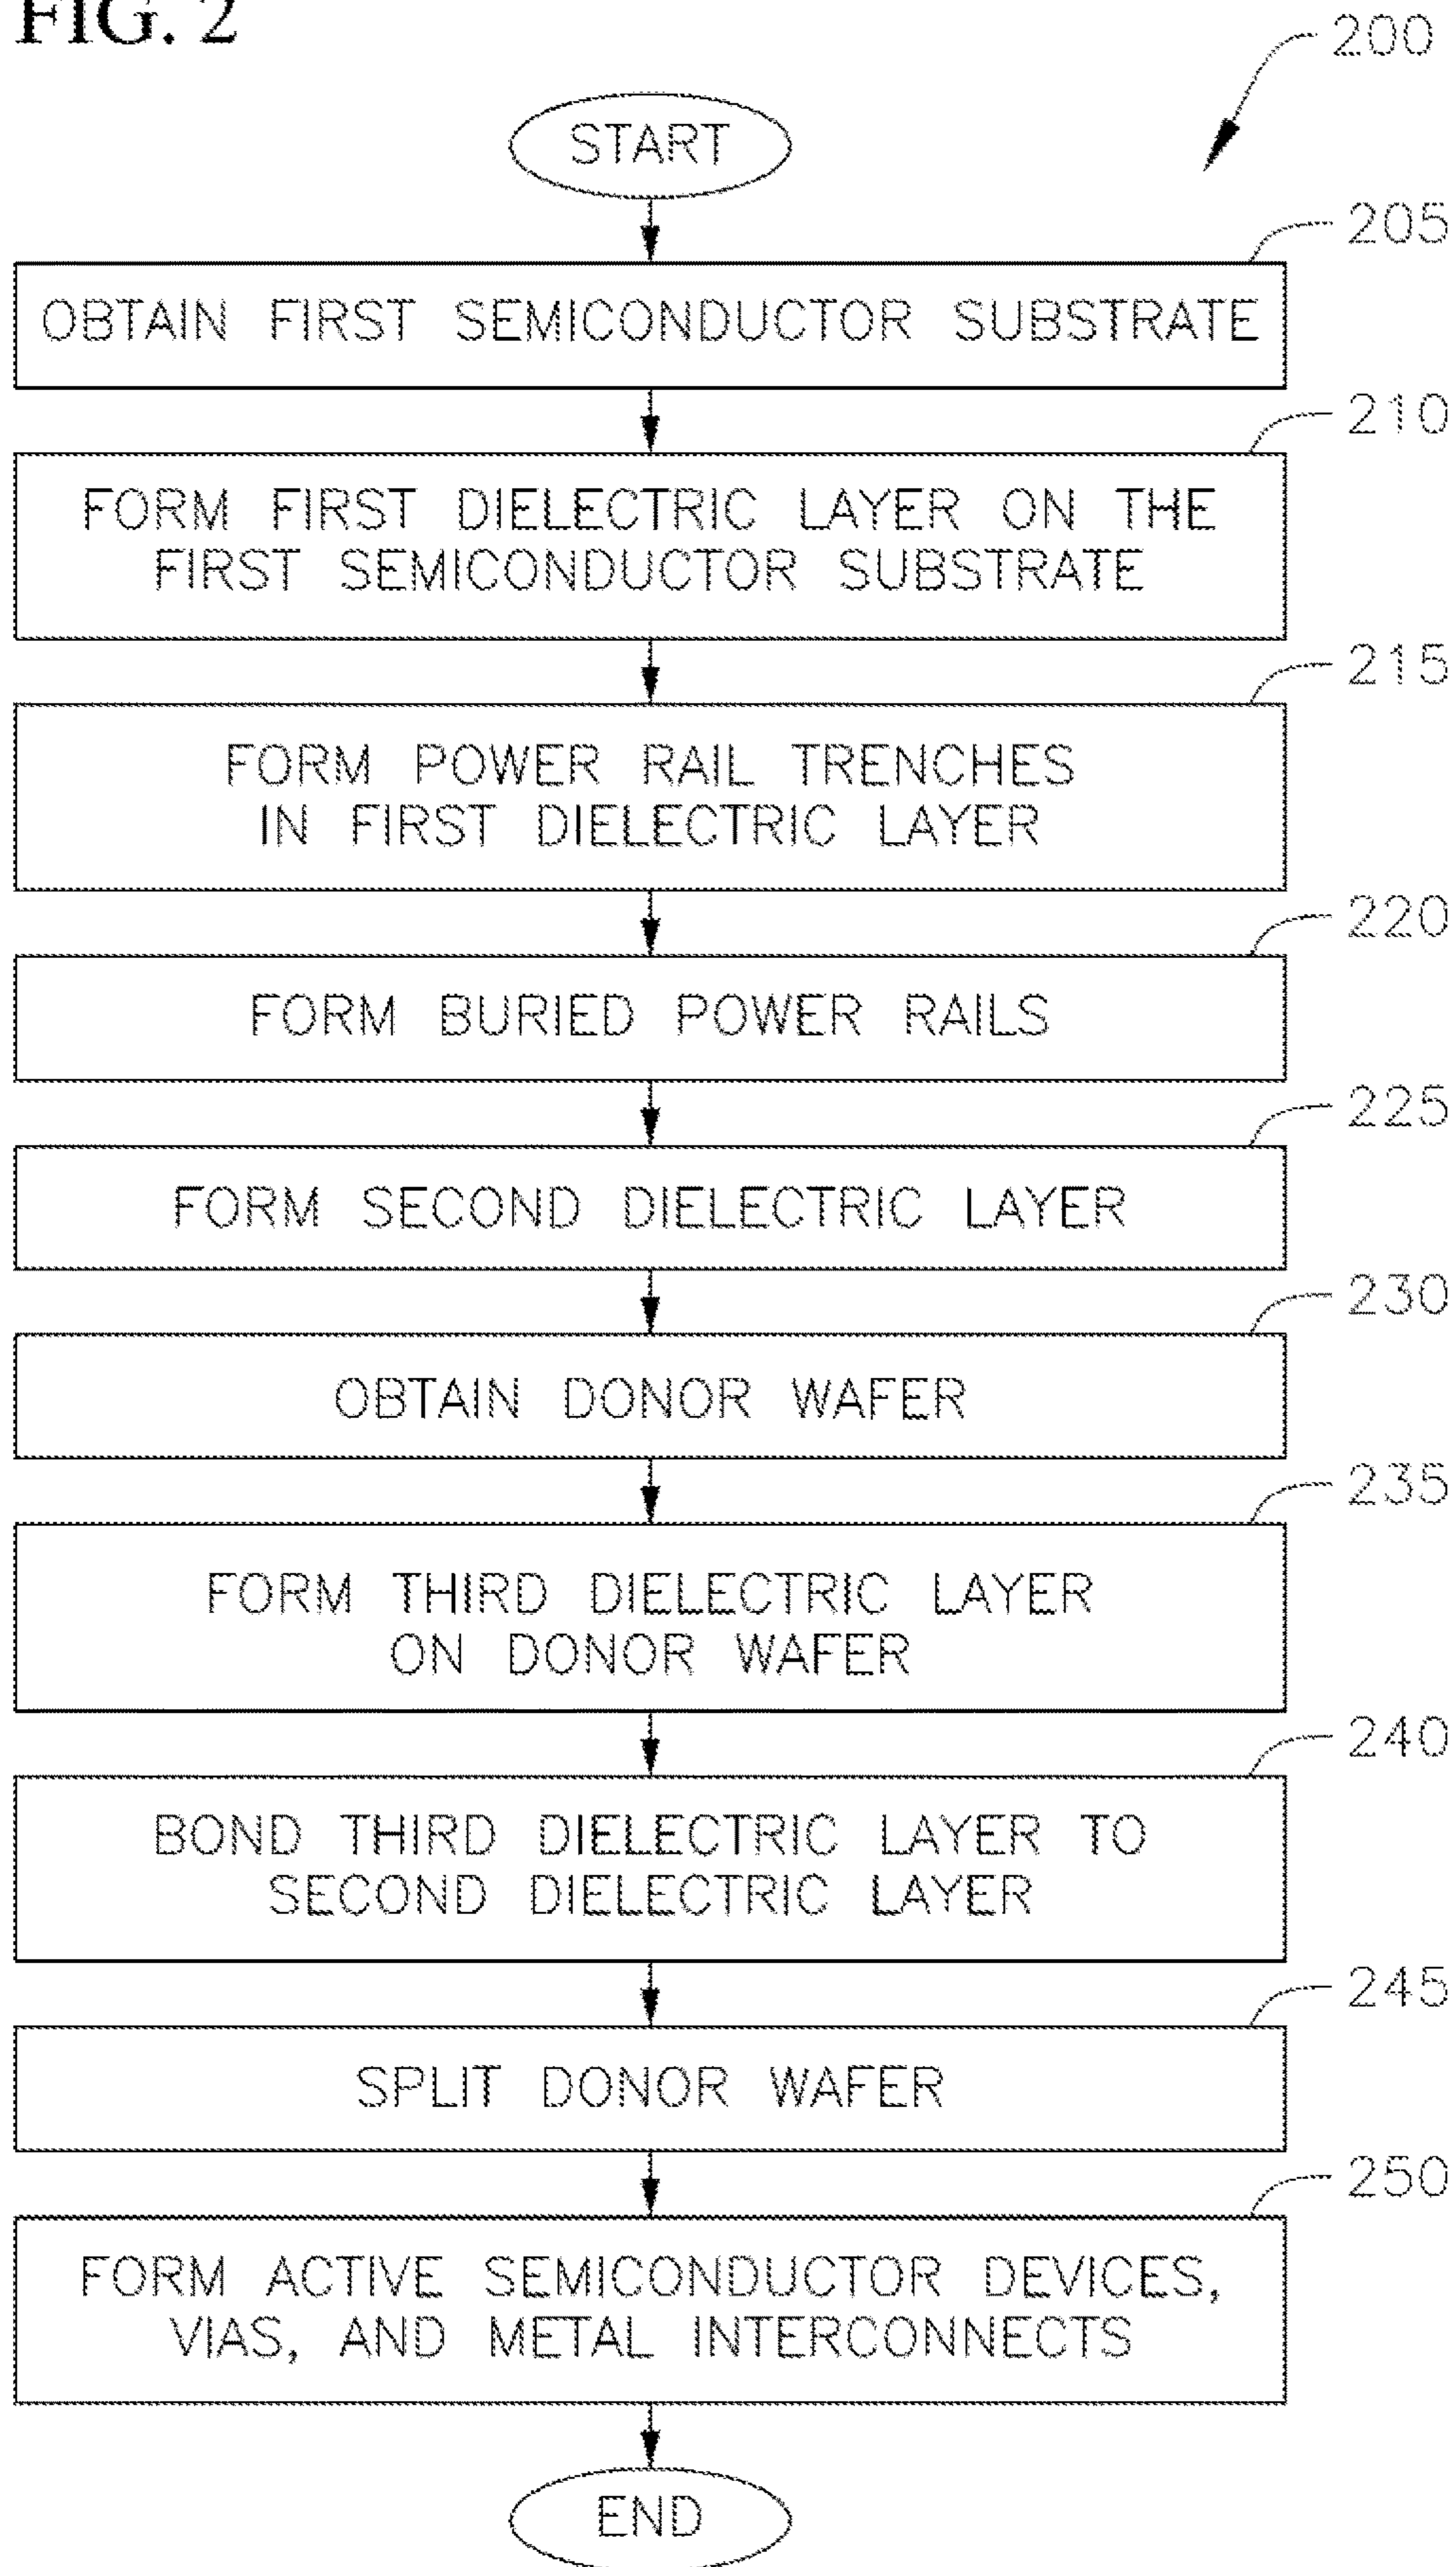 FIG. 2
200
START
205
OBTAIN FIRST SEMICONDUCTOR SUBSTRATE
210
FORM FIRST DIELECTRIC LAYER ON THE
FIRST SEMICONDUCTOR SUBSTRATE
215
FORM POWER RAIL TRENCHES
IN FIRST DIELECTRIC LAYER
220
FORM BURIED POWER RAILS
225
FORM SECOND DIELECTRIC LAYER
230
OBTAIN DONOR WAFER
235
FORM THIRD DIELECTRIC LAYER
ON DONOR WAFER
240
BOND THIRD DIELECTRIC LAYER TO
SECOND DIELECTRIC LAYER
245
SPLIT DONOR WAFER
250
FORM ACTIVE SEMICONDUCTOR DEVICES,
VIAS, AND METAL INTERCONNECTS
END